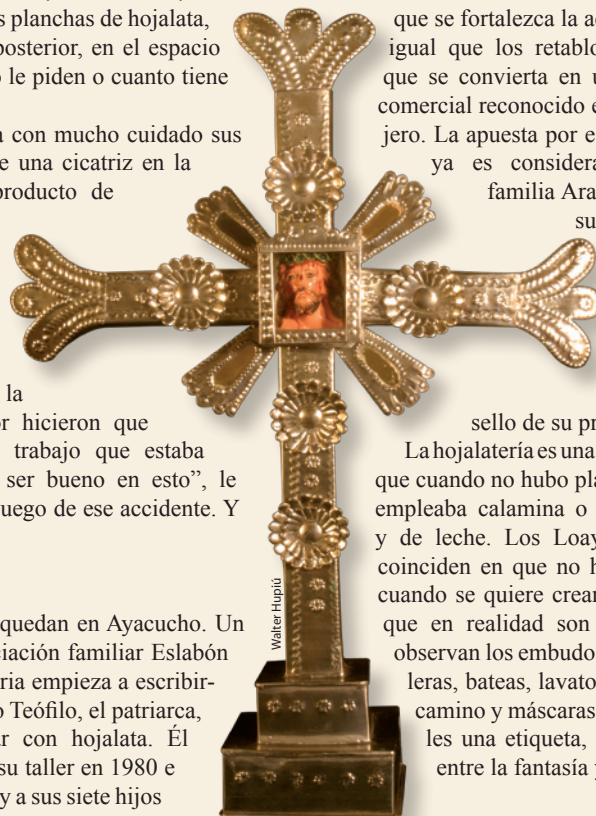 s planchas de hojalata,
posterior, en el espacio
o le piden o cuanto tiene
a con mucho cuidado sus
e una cicatriz en la
producto de
la
or hicieron que
trabajo que estaba
ser bueno en esto”, le
uego de ese accidente. Y
quedan en Ayacucho. Un
ciación familiar Eslabón
ria empieza a escribir-
o Teófilo, el patriarca,
ar con hojalata. Él
su taller en 1980 e
y a sus siete hijos
Walter Hupiú
que se fortalezca la ac
igual que los retablo
que se convierta en u
comercial reconocido e
jero. La apuesta por e
ya es considera
familia Ara
su
sello de su pr
La hojalatería es una
que cuando no hubo pla
empleaba calamina o
y de leche. Los Loay
coinciden en que no h
cuando se quiere crear
que en realidad son
observan los embudo
leras, bateas, lavato
camino y máscaras
les una etiqueta,
entre la fantasía y